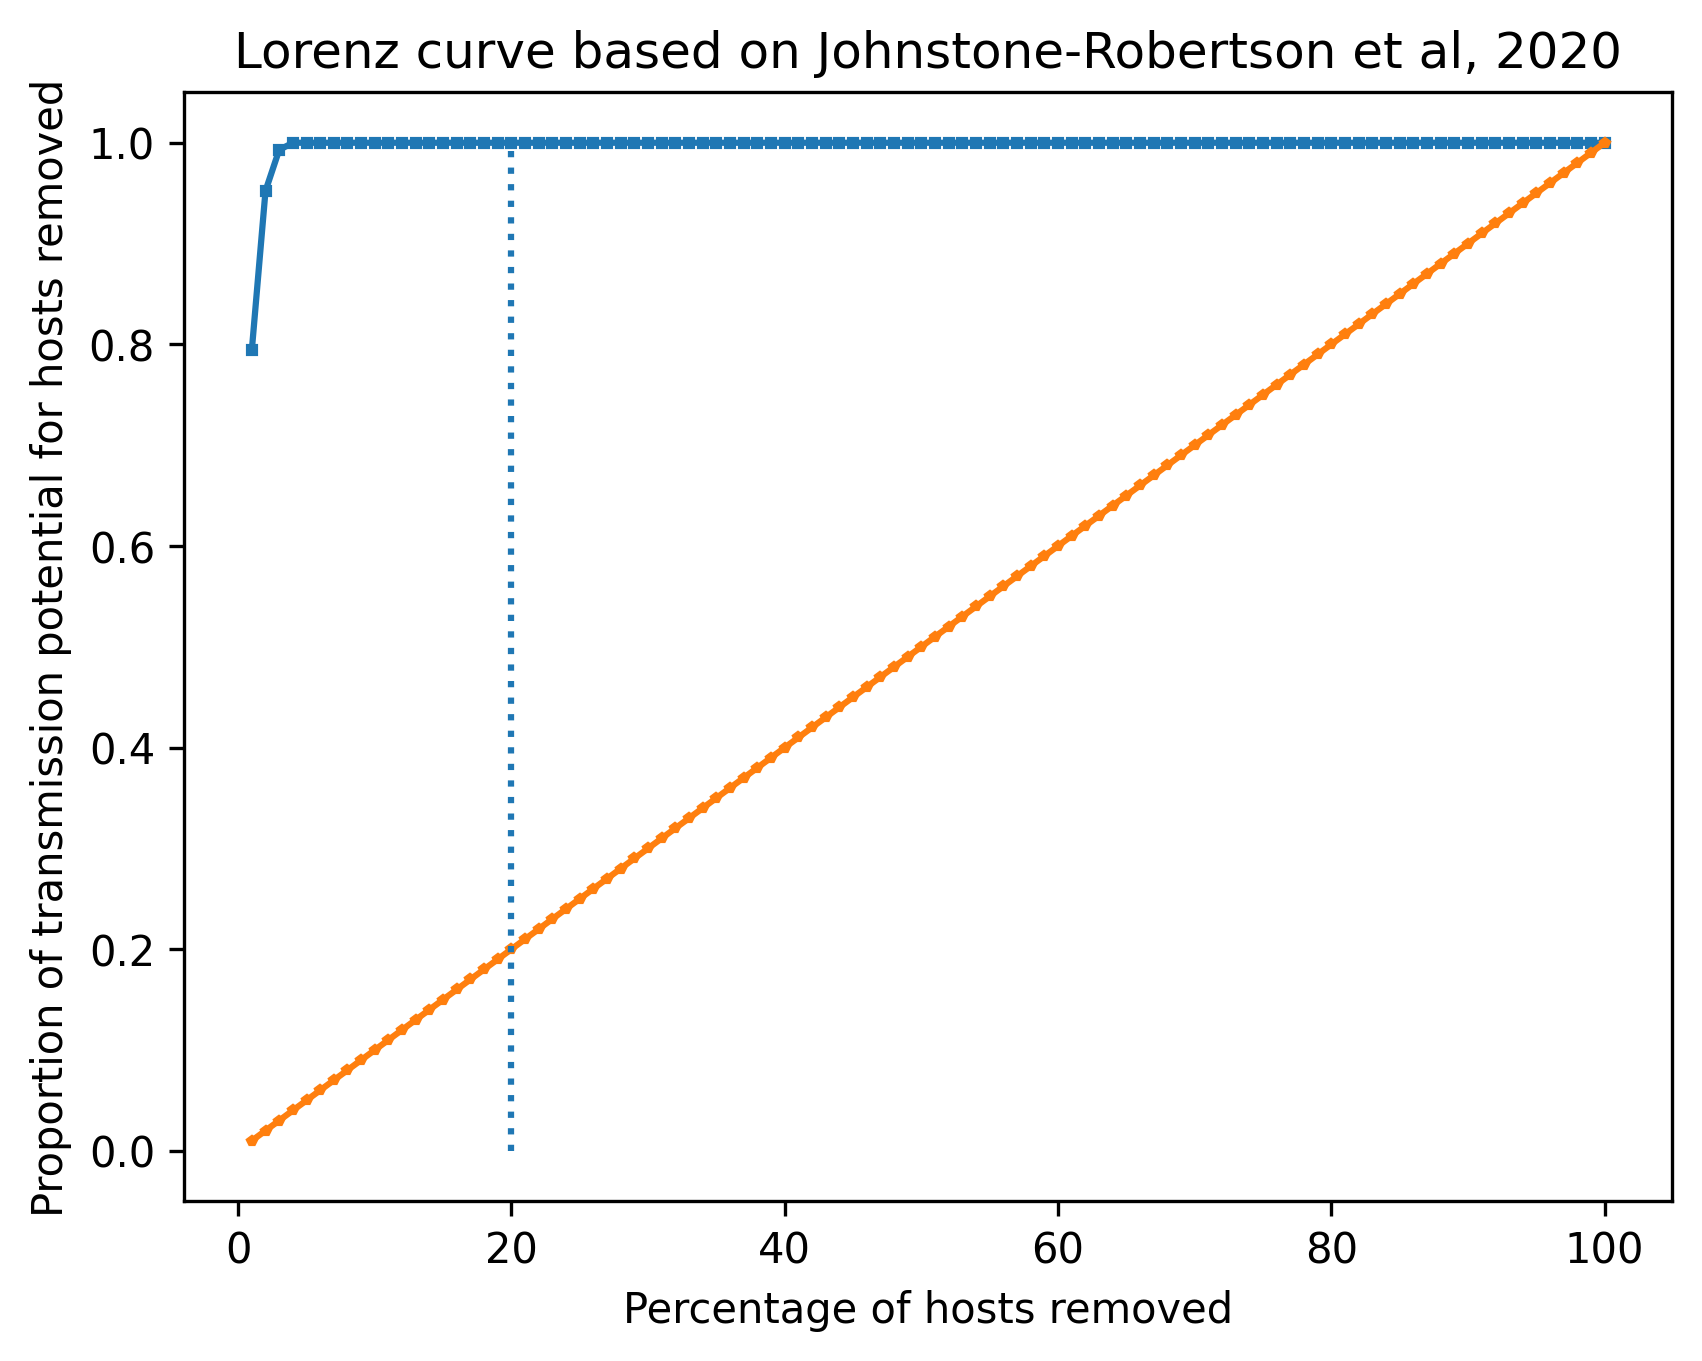 Lorenz curve based on Johnstone-Robertson et al, 2020
Proportion of transmission potential for hosts removed
1.0
0.8
0.6
0.4
0.2
0.0
0 20 40 60 80 100
Percentage of hosts removed